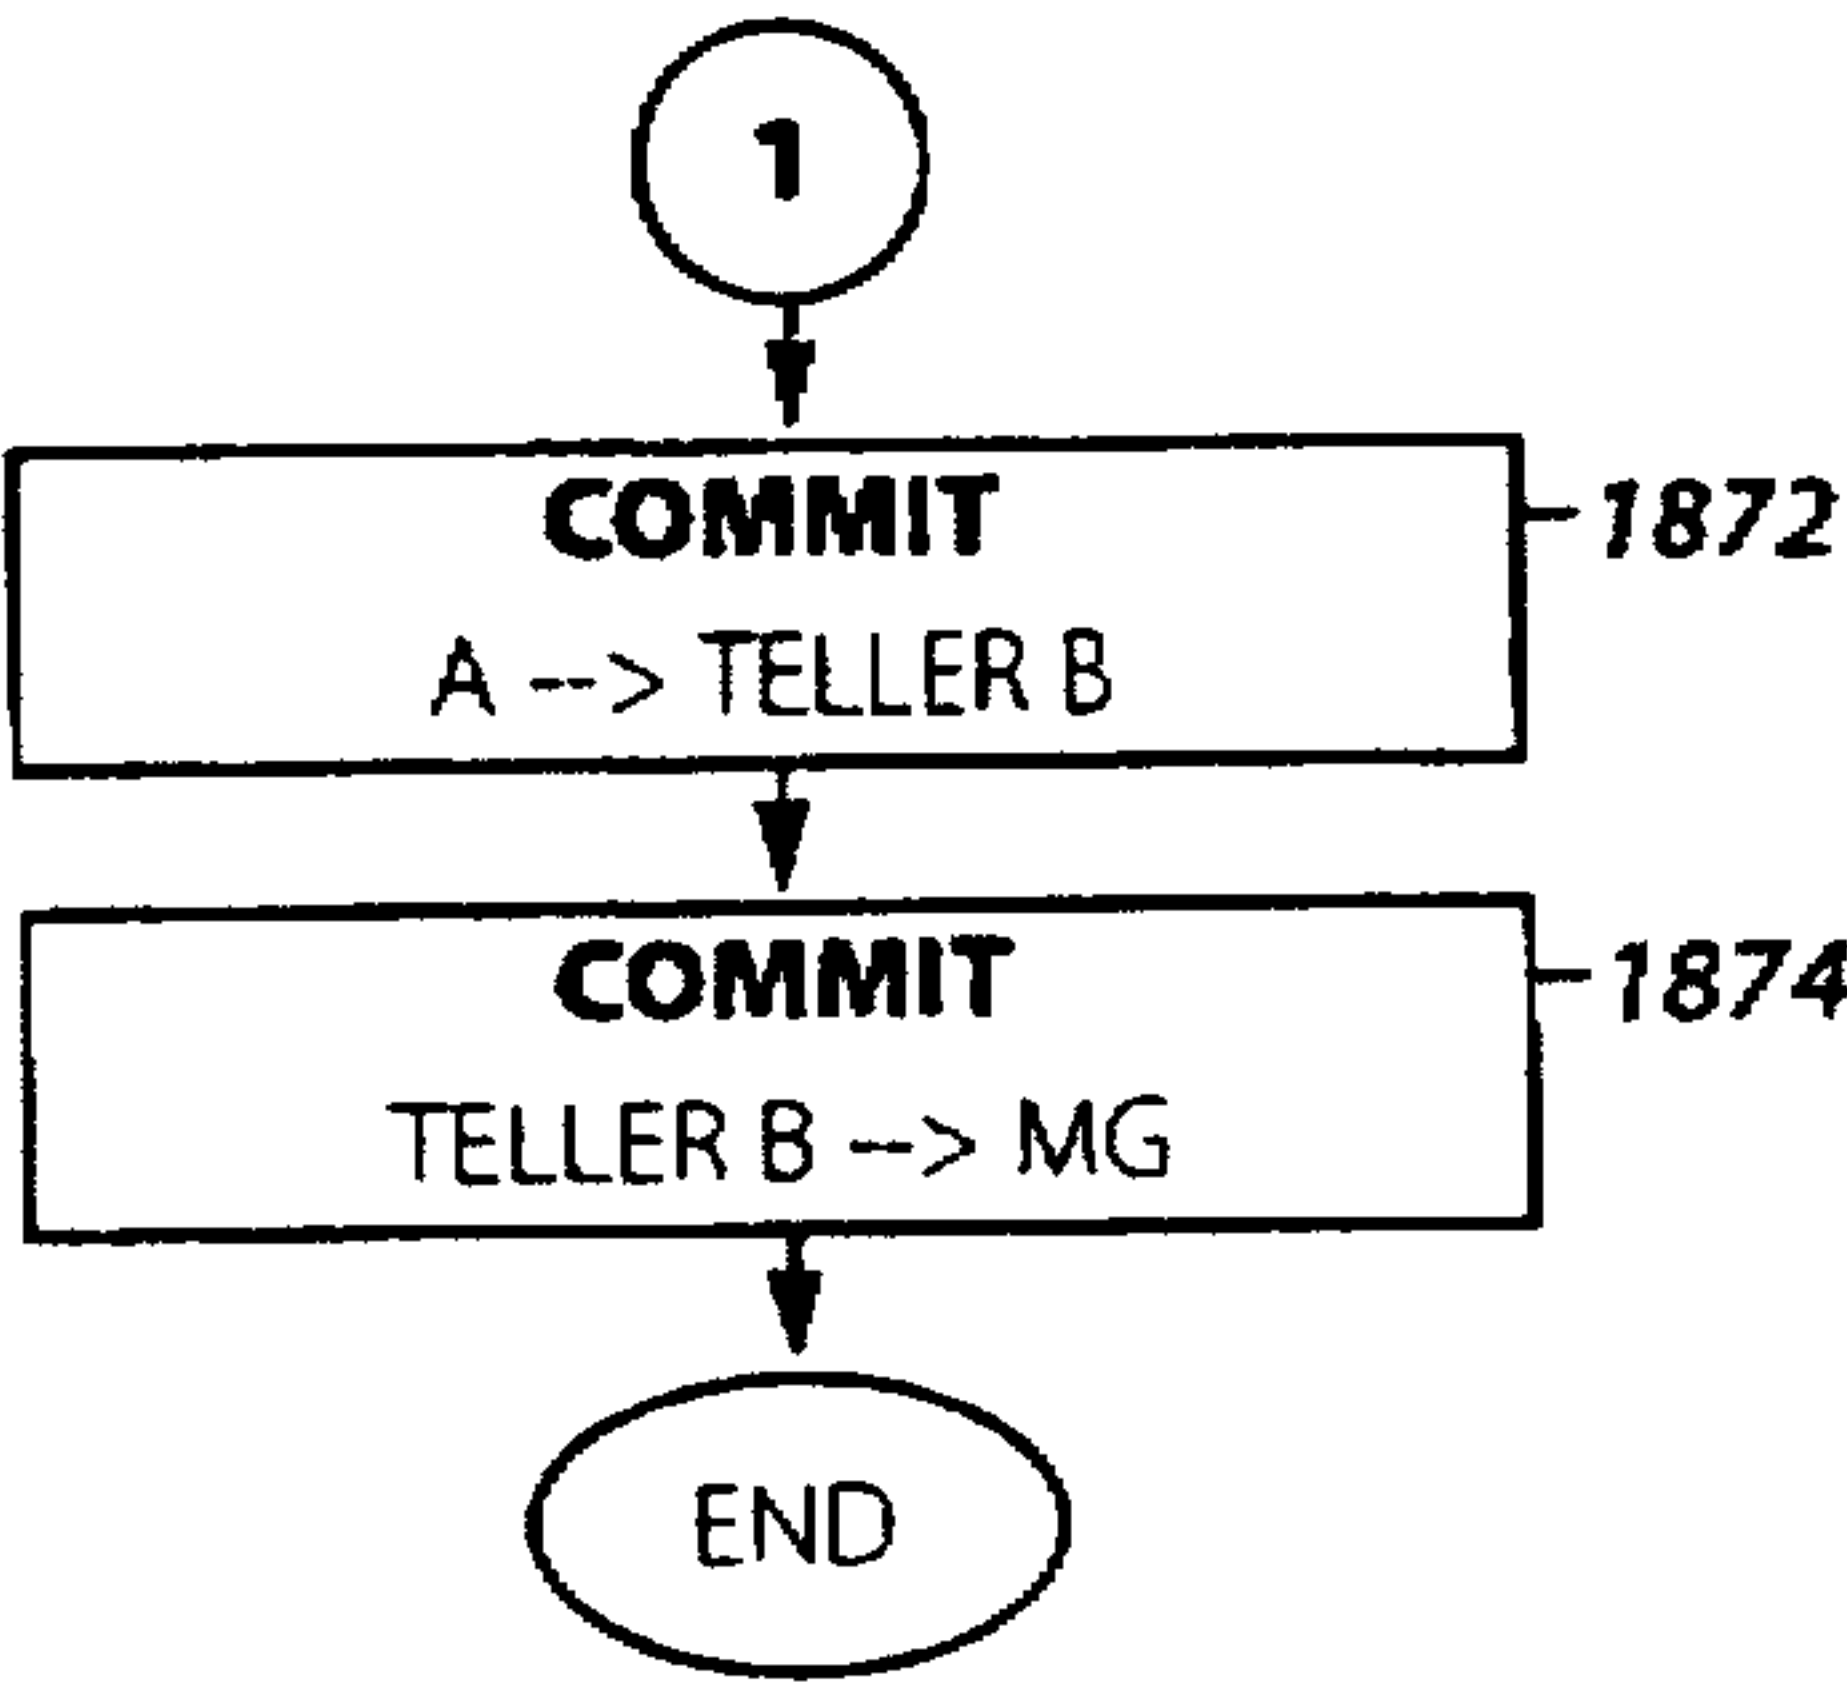 1
COMMIT
1872
A --> TELLER B
COMMIT
1874
TELLER B --> MG
END